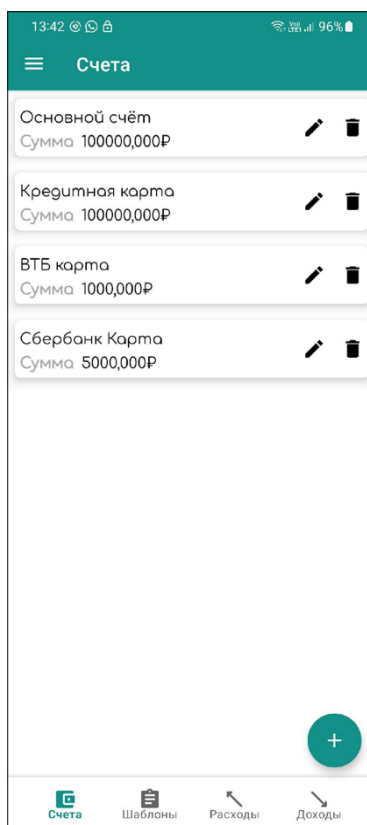 13:42 96%
Счета
Основной счёт
Сумма 100000,000₽
Кредитная карта
Сумма 100000,000₽
ВТБ карта
Сумма 1000,000₽
Сбербанк Карта
Сумма 5000,000₽
Счета Шаблоны Расходы Доходы